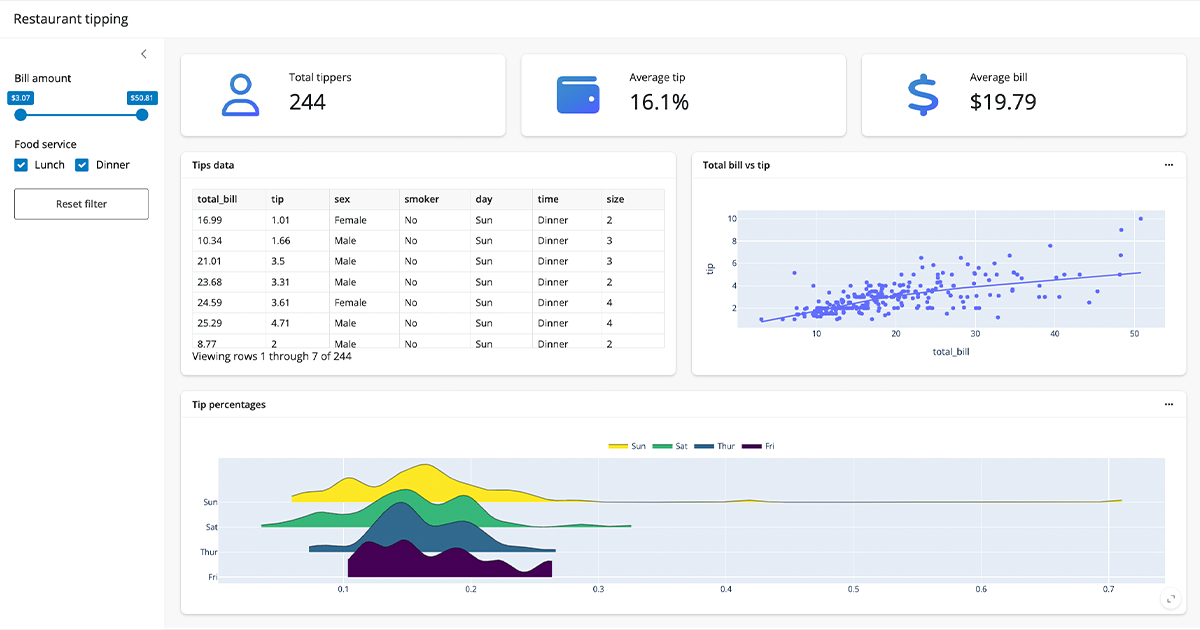 Restaurant tipping
Bill amount
$3.07 $50.81
Food service
Lunch Dinner
Reset filter
Total tippers
244
Average tip
16.1%
Average bill
$19.79
Tips data
total_bill tip sex smoker day time size
16.99 1.01 Female No Sun Dinner 2
10.34 1.66 Male No Sun Dinner 3
21.01 3.5 Male No Sun Dinner 3
23.68 3.31 Male No Sun Dinner 2
24.59 3.61 Female No Sun Dinner 4
25.29 4.71 Male No Sun Dinner 4
8.77 2 Male No Sun Dinner 2
Viewing rows 1 through 7 of 244
Total bill vs tip
10
8
6
4
2
tip
10 20 30 40 50
total_bill
Tip percentages
Sun Sat Thur Fri
Sun
Sat
Thur
Fri
0.1 0.2 0.3 0.4 0.5 0.6 0.7